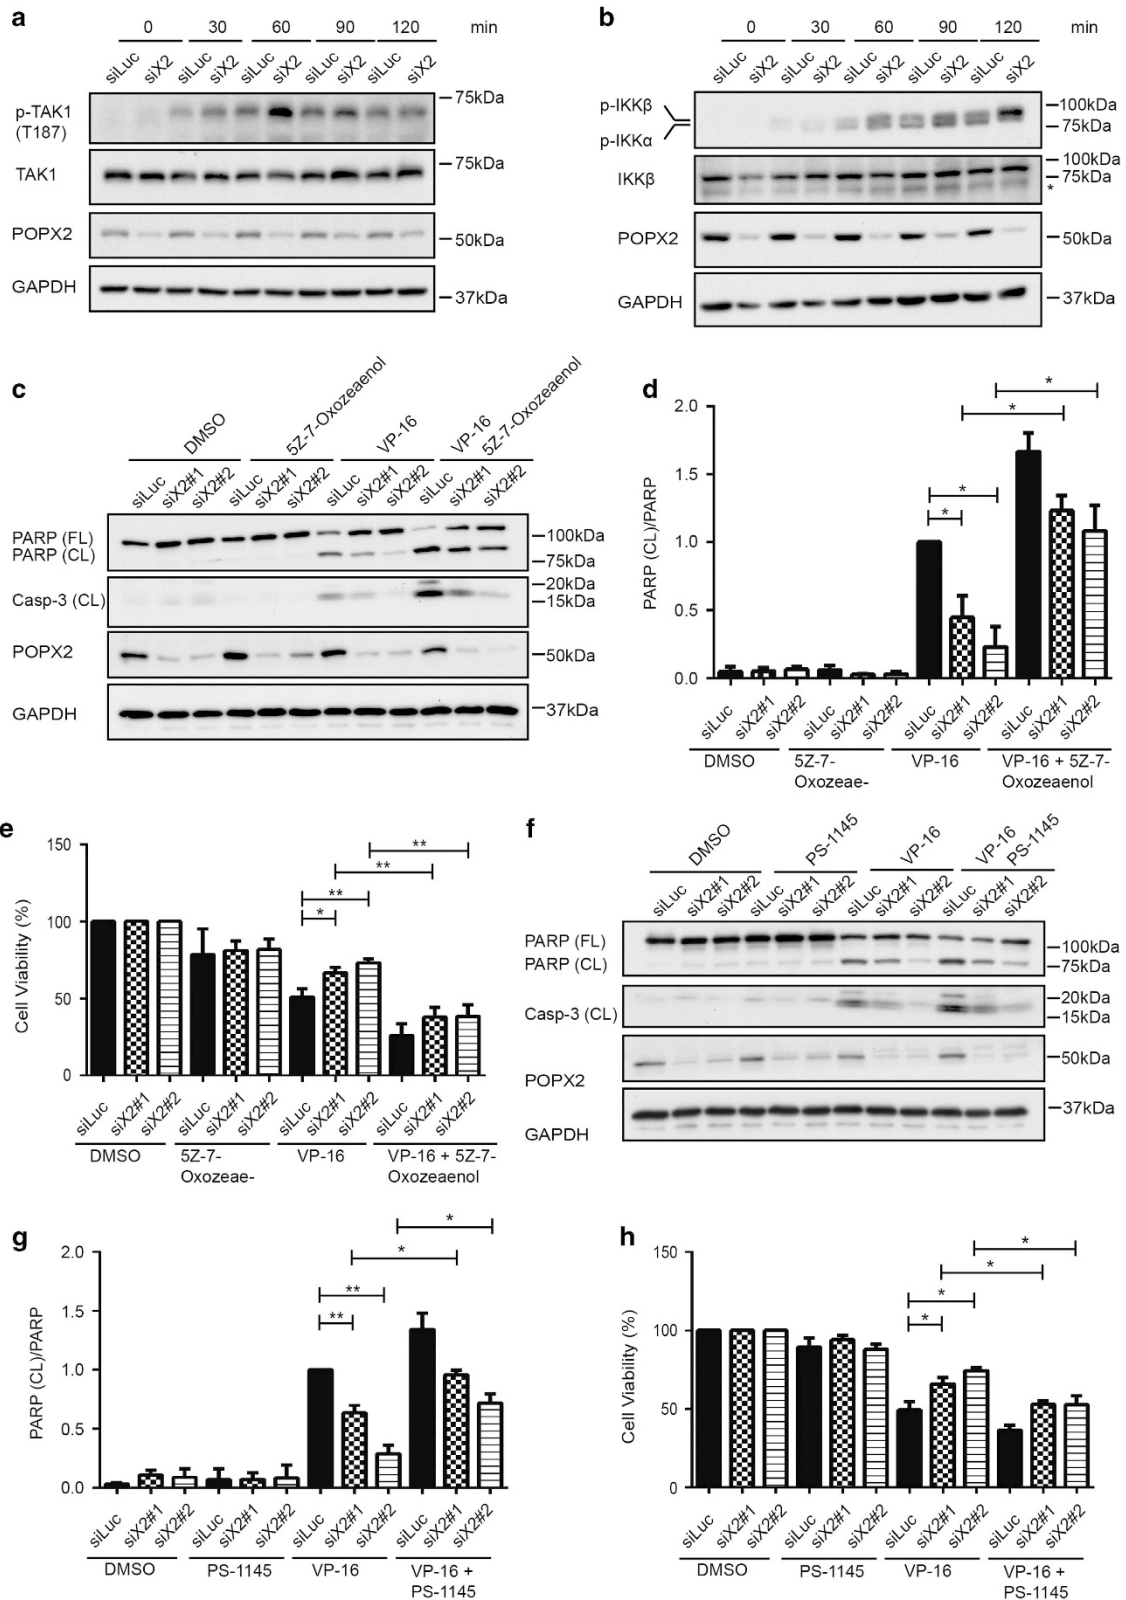 a
0 30 60 90 120 min
siLuc siX2 siLuc siX2 siLuc siX2 siLuc siX2 siLuc siX2
p-TAK1
(T187)
75kDa
TAK1
75kDa
POPX2
50kDa
GAPDH
37kDa
b
0 30 60 90 120 min
siLuc siX2 siLuc siX2 siLuc siX2 siLuc siX2 siLuc siX2
p-IKKβ
p-IKKα
100kDa
75kDa
IKKβ
100kDa
75kDa
*
POPX2
50kDa
GAPDH
37kDa
c
DMSO 5Z-7-Oxozeaenol VP-16 VP-16
5Z-7-Oxozeaenol
siLuc siX2#1 siX2#2 siLuc siX2#1 siX2#2 siLuc siX2#1 siX2#2 siLuc siX2#1 siX2#2
PARP (FL)
PARP (CL)
100kDa
75kDa
Casp-3 (CL)
20kDa
15kDa
POPX2
50kDa
GAPDH
37kDa
d
PARP (CL)/PARP
2.0
1.5
1.0
0.5
0.0
* * * *
siLuc siX2#1 siX2#2 siLuc siX2#1 siX2#2 siLuc siX2#1 siX2#2 siLuc siX2#1 siX2#2
DMSO 5Z-7- VP-16 VP-16 + 5Z-7-
Oxozeae- Oxozeaenol
e
Cell Viability (%)
150
100
50
0
** ** ** *
siLuc siX2#1 siX2#2 siLuc siX2#1 siX2#2 siLuc siX2#1 siX2#2 siLuc siX2#1 siX2#2
DMSO 5Z-7- VP-16 VP-16 + 5Z-7-
Oxozeae- Oxozeaenol
f
DMSO PS-1145 VP-16 VP-16
PS-1145
siLuc siX2#1 siX2#2 siLuc siX2#1 siX2#2 siLuc siX2#1 siX2#2 siLuc siX2#1 siX2#2
PARP (FL)
PARP (CL)
100kDa
75kDa
Casp-3 (CL)
20kDa
15kDa
POPX2
50kDa
GAPDH
37kDa
g
PARP (CL)/PARP
2.0
1.5
1.0
0.5
0.0
* * ** **
siLuc siX2#1 siX2#2 siLuc siX2#1 siX2#2 siLuc siX2#1 siX2#2 siLuc siX2#1 siX2#2
DMSO PS-1145 VP-16 VP-16 +
PS-1145
h
Cell Viability (%)
150
100
50
0
* * * *
siLuc siX2#1 siX2#2 siLuc siX2#1 siX2#2 siLuc siX2#1 siX2#2 siLuc siX2#1 siX2#2
DMSO PS-1145 VP-16 VP-16 +
PS-1145